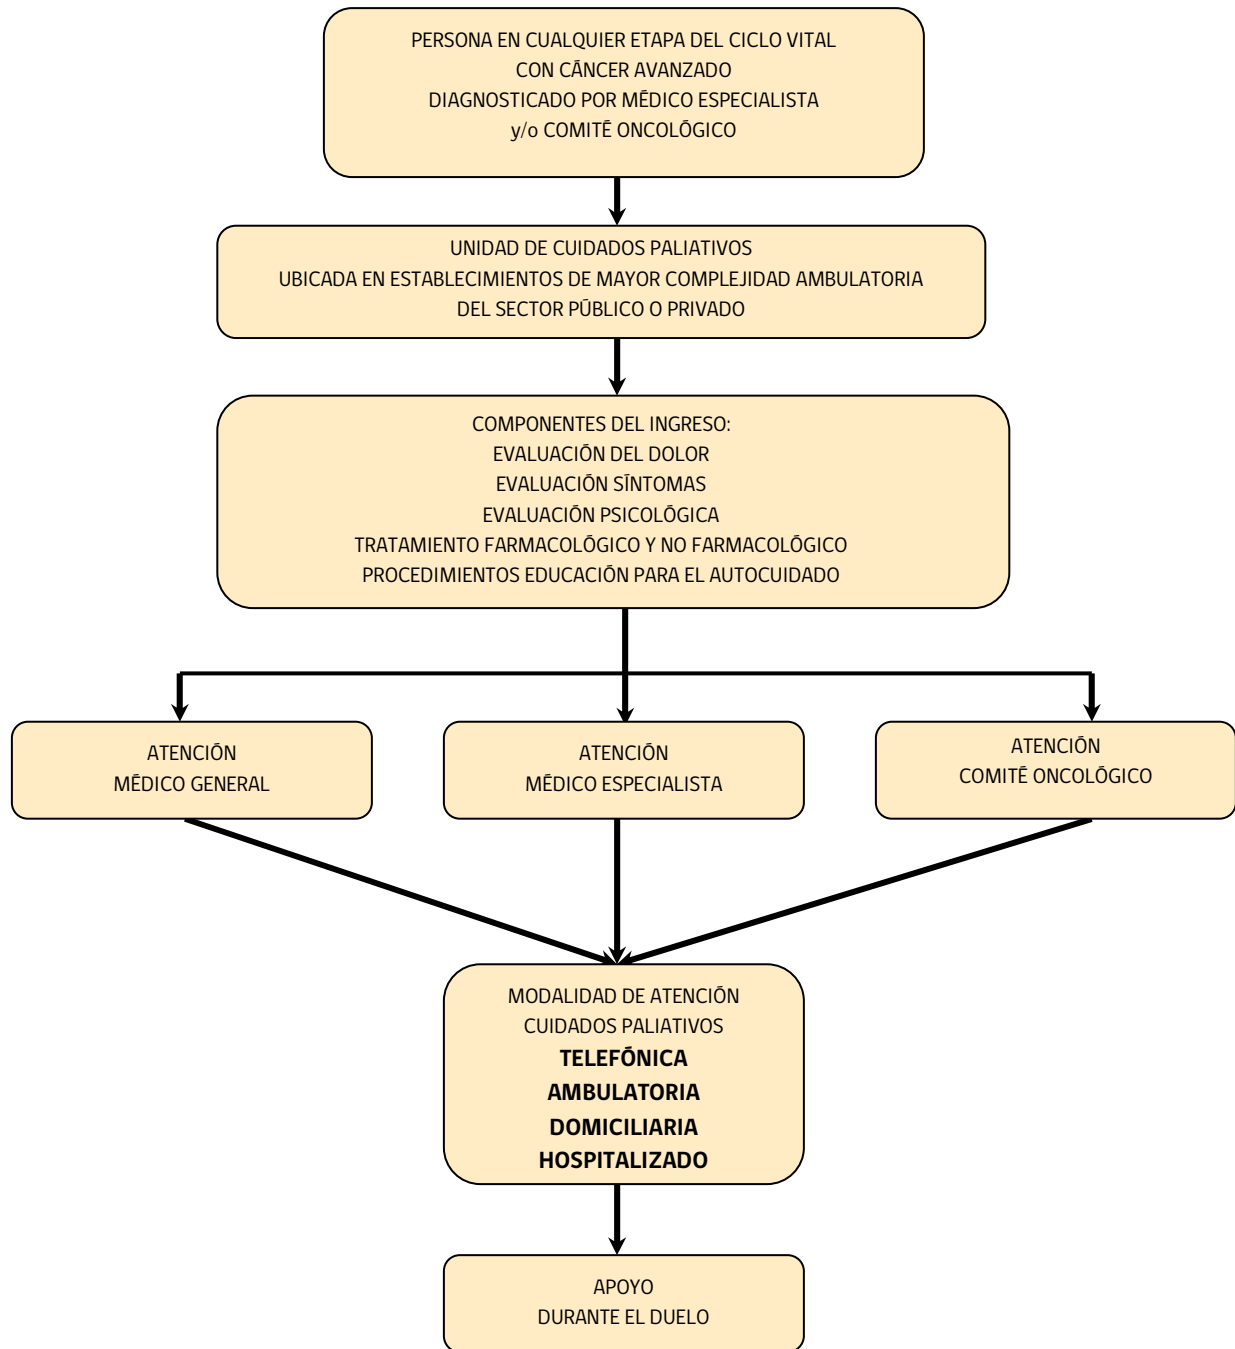 PERSONA EN CUALQUIER ETAPA DEL CICLO VITAL
CON CÁNCER AVANZADO
DIAGNOSTICADO POR MÉDICO ESPECIALISTA
y/o COMITÉ ONCOLÓGICO
UNIDAD DE CUIDADOS PALIATIVOS
UBICADA EN ESTABLECIMIENTOS DE MAYOR COMPLEJIDAD AMBULATORIA
DEL SECTOR PÚBLICO O PRIVADO
COMPONENTES DEL INGRESO:
EVALUACIÓN DEL DOLOR
EVALUACIÓN SÍNTOMAS
EVALUACIÓN PSICOLÓGICA
TRATAMIENTO FARMACOLÓGICO Y NO FARMACOLÓGICO
PROCEDIMIENTOS EDUCACIÓN PARA EL AUTOCUIDADO
ATENCIÓN
MÉDICO GENERAL
ATENCIÓN
MÉDICO ESPECIALISTA
ATENCIÓN
COMITÉ ONCOLÓGICO
MODALIDAD DE ATENCIÓN
CUIDADOS PALIATIVOS
TELEFÓNICA
AMBULATORIA
DOMICILIARIA
HOSPITALIZADO
APOYO
DURANTE EL DUELO